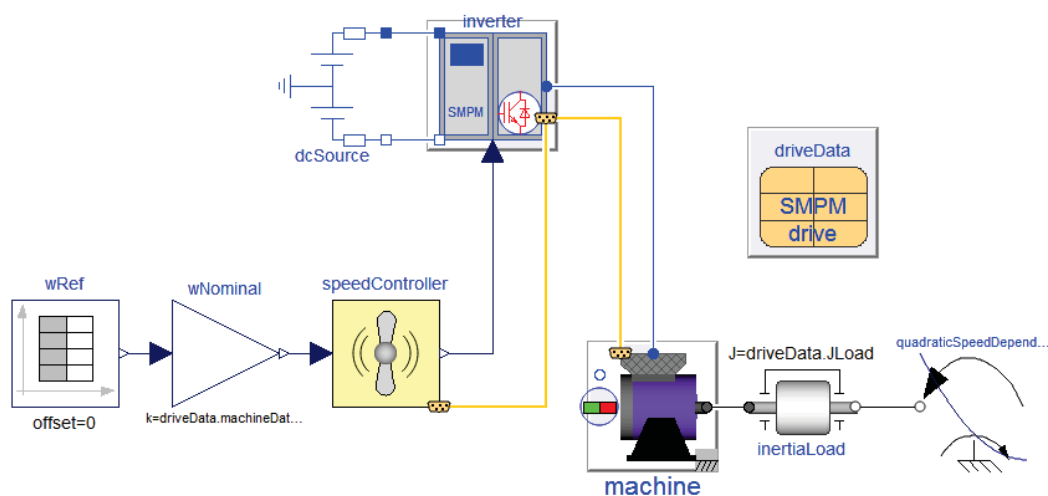 inverter
SMPM
dcSource
driveData
SMPM
drive
wRef
wNominal
speedController
J=driveData.JLoad
quadraticSpeedDepend...
offset=0
k=driveData.machineDat...
inertiaLoad
machine